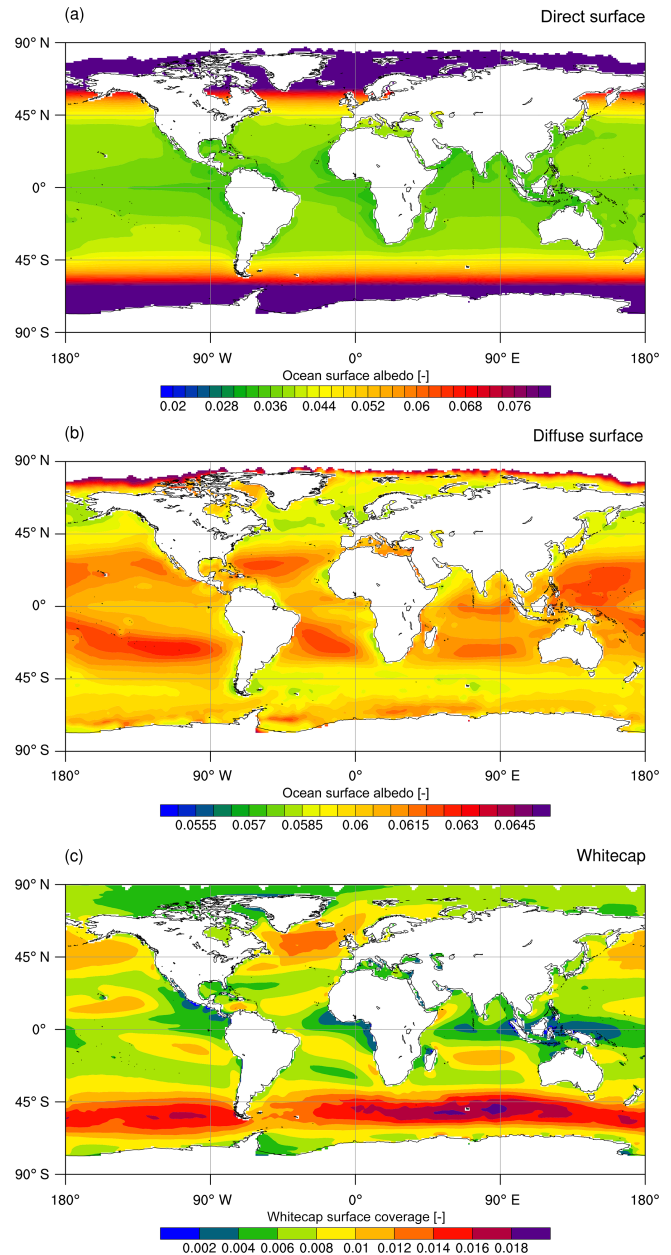 (a) Direct surface
90° N
45° N
0°
45° S
90° S
180° 90° W 0° 90° E 180°
Ocean surface albedo [-]
0.02 0.028 0.036 0.044 0.052 0.06 0.068 0.076
(b) Diffuse surface
90° N
45° N
0°
45° S
90° S
180° 90° W 0° 90° E 180°
Ocean surface albedo [-]
0.0555 0.057 0.0585 0.06 0.0615 0.063 0.0645
(c) Whitecap
90° N
45° N
0°
45° S
90° S
180° 90° W 0° 90° E 180°
Whitecap surface coverage [-]
0.002 0.004 0.006 0.008 0.01 0.012 0.014 0.016 0.018